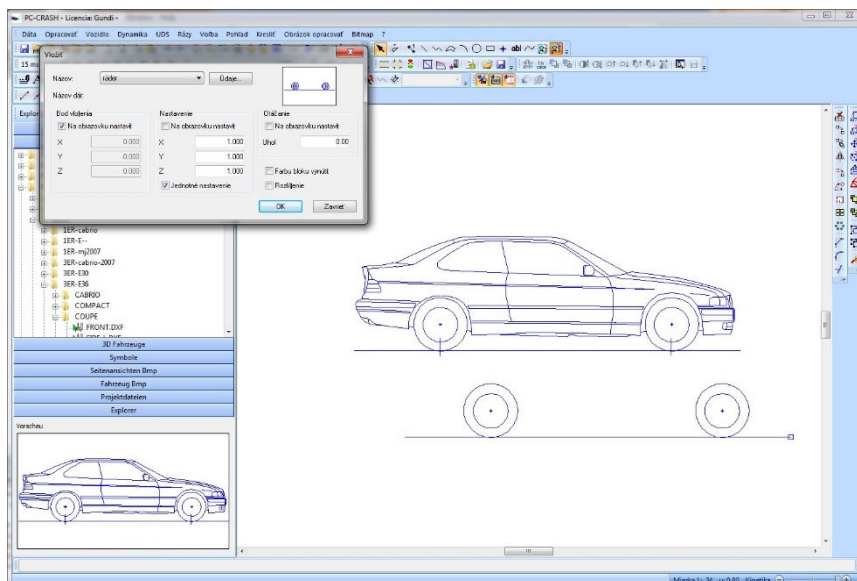 PC-CRASH - Licencia: Gundi -
Dáta Opracovať Vozidlo Dynamika UDS Rázy Voľba Pohľad Kresliť Obrázok opracovať Bitmap ?
Vložiť
Názov:
räder
Údaje...
Názov dát:
Bod vloženia
Nastavenie
Otáčanie
Na obrazovku nastaviť
Na obrazovku nastaviť
Na obrazovku nastaviť
X 0.000
X 1.000
Uhol 0.00
Y 0.000
Y 1.000
Z 0.000
Z 1.000
Farbu bloku vynútiť
Jednotné nastavenie
OK
Zavrieť
1ER-cabrio
1ER-E--
1ER-mj2007
3ER-cabrio-2007
3ER-E30
3ER-E36
CABRIO
COMPACT
COUPE
FRONT.DXF
3D Fahrzeuge
Symbole
Seitenansichten Bmp
Fahrzeug Bmp
Projektdateien
Explorer
Vorschau